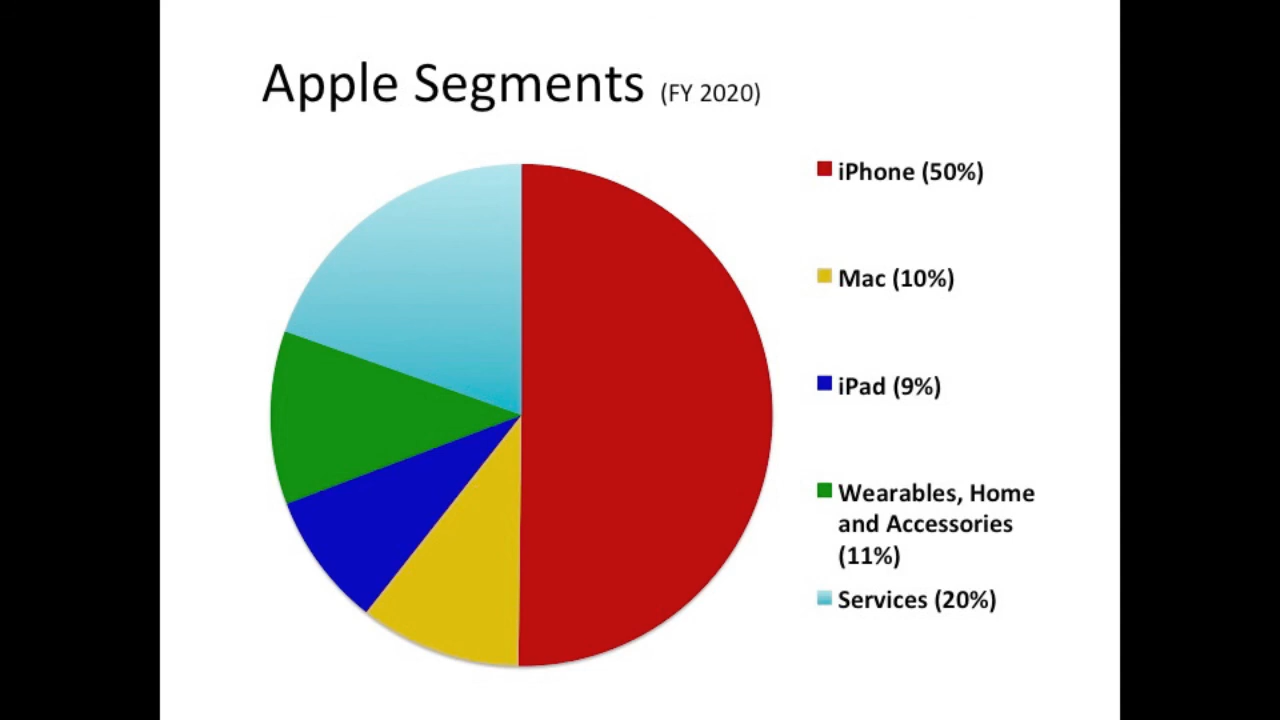 Apple Segments (FY 2020)
iPhone (50%)
Mac (10%)
iPad (9%)
Wearables, Home
and Accessories
(11%)
Services (20%)